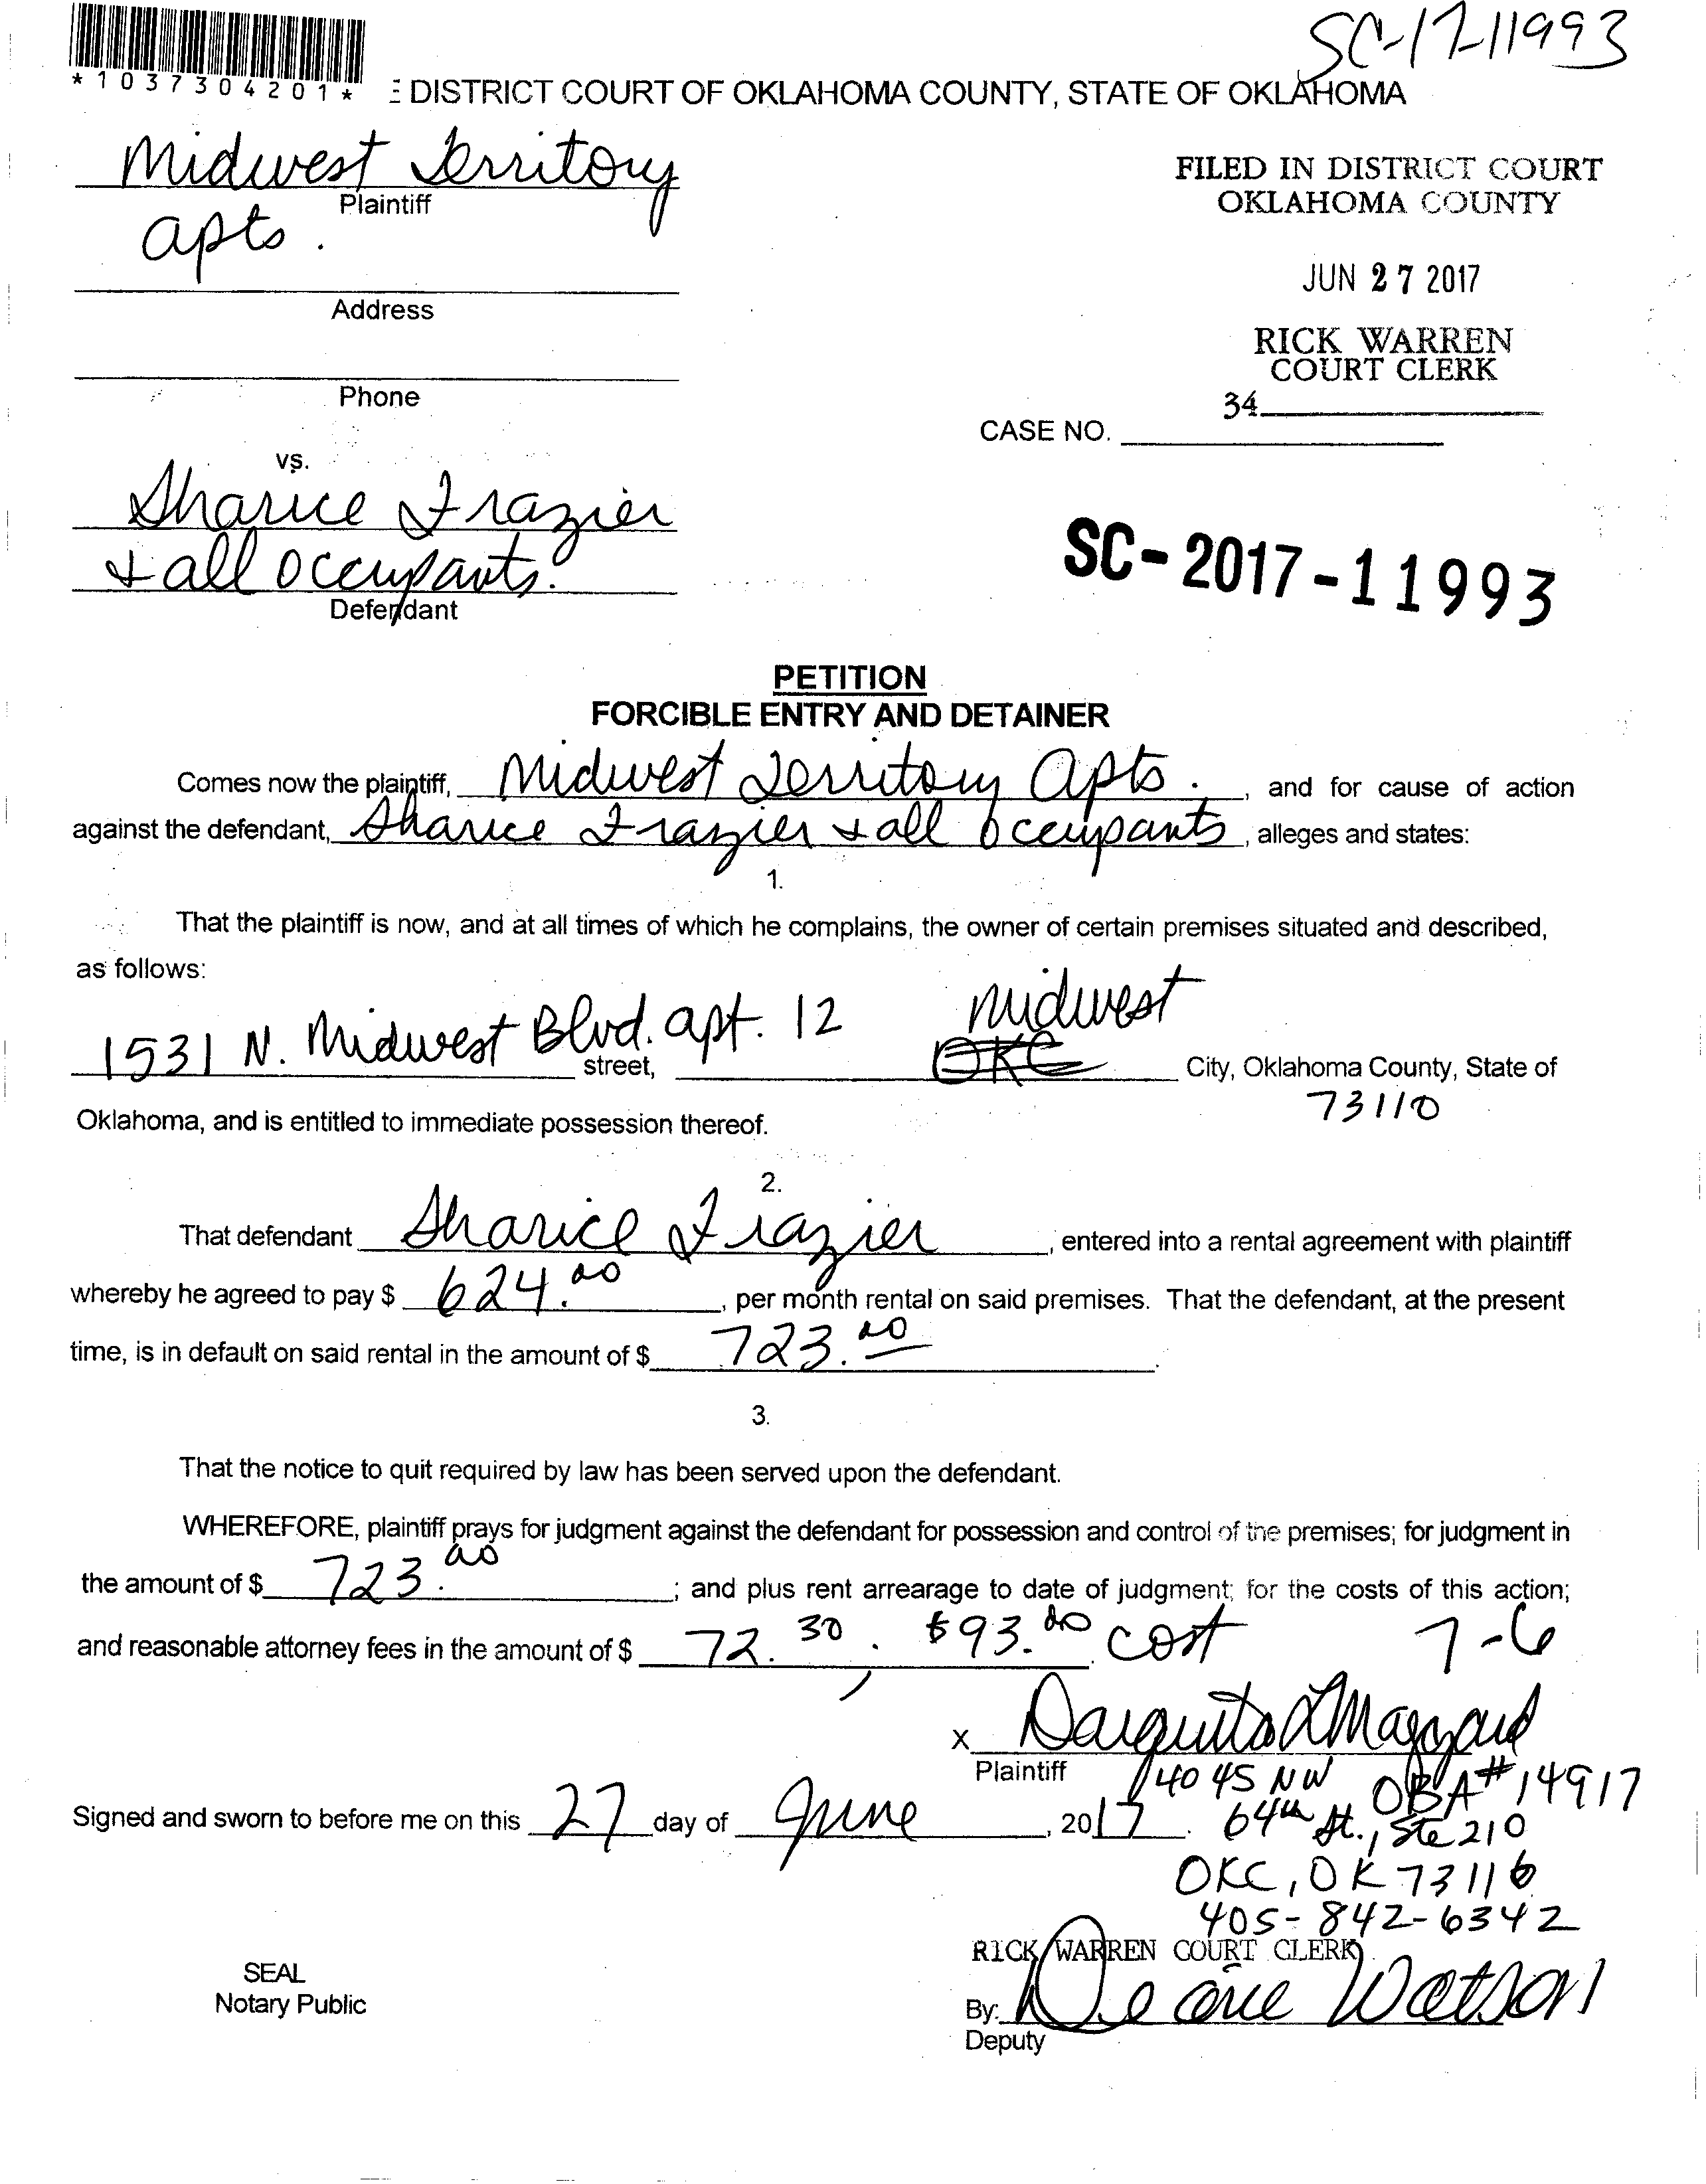 SC-17-11993
*1037304201*
DISTRICT COURT OF OKLAHOMA COUNTY, STATE OF OKLAHOMA
Midwest Territory
Plaintiff
Apts.
Address
Phone
FILED IN DISTRICT COURT
OKLAHOMA COUNTY
JUN 27 2017
RICK WARREN
COURT CLERK
34
CASE NO.
vs.
Sharice Frazier
& all occupants.
Defendant
SC-2017-11993
PETITION
FORCIBLE ENTRY AND DETAINER
Comes now the plaintiff, Midwest Territory Apts., and for cause of action
against the defendant, Sharice Frazier & all occupants, alleges and states:
1.
That the plaintiff is now, and at all times of which he complains, the owner of certain premises situated and described,
as follows:
1531 N. Midwest Blvd. apt. 12 street, OKC Midwest City, Oklahoma County, State of
Oklahoma, and is entitled to immediate possession thereof. 73110
2.
That defendant Sharice Frazier, entered into a rental agreement with plaintiff
whereby he agreed to pay $ 624.00, per month rental on said premises. That the defendant, at the present
time, is in default on said rental in the amount of $ 723.00.
3.
That the notice to quit required by law has been served upon the defendant.
WHEREFORE, plaintiff prays for judgment against the defendant for possession and control of the premises; for judgment in
the amount of $ 723.00; and plus rent arrearage to date of judgment; for the costs of this action;
and reasonable attorney fees in the amount of $ 72.30; $93.00 cost 7-6
X
Plaintiff
4045 NW OBA# 14917
64th St., Ste 210
OKC, OK 73116
405-842-6342
Signed and sworn to before me on this 27 day of June, 2017.
RICK WARREN COURT CLERK
SEAL
Notary Public
By: Watson
Deputy